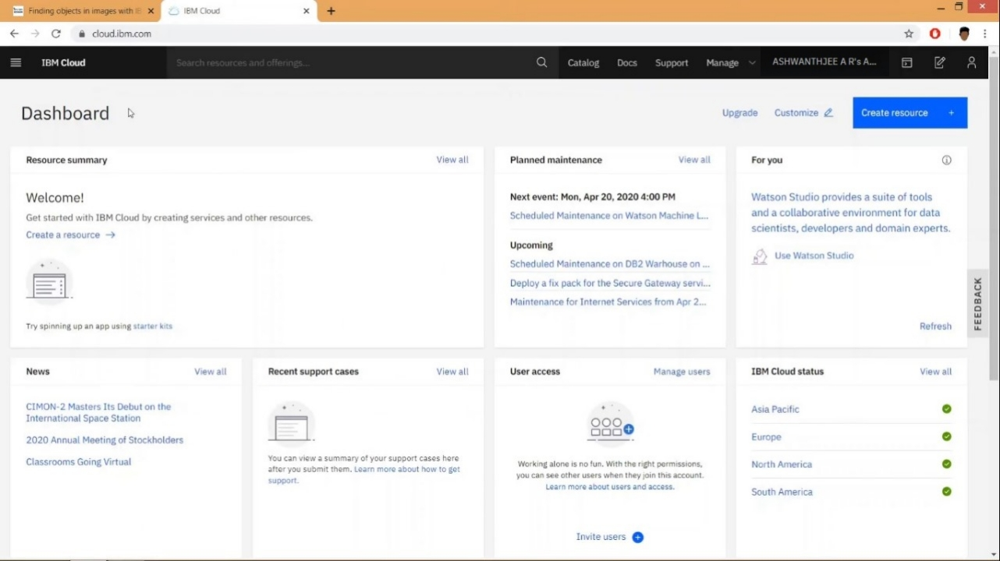 Finding objects in images with IB
IBM Cloud
cloud.ibm.com
IBM Cloud
Search resources and offerings...
Catalog
Docs
Support
Manage
ASHWANTHJEE A R's A...
Dashboard
Upgrade
Customize
Create resource +
Resource summary
View all
Welcome!
Get started with IBM Cloud by creating services and other resources.
Create a resource →
Try spinning up an app using starter kits
Planned maintenance
View all
Next event: Mon, Apr 20, 2020 4:00 PM
Scheduled Maintenance on Watson Machine L...
Upcoming
Scheduled Maintenance on DB2 Warhouse on ...
Deploy a fix pack for the Secure Gateway servi...
Maintenance for Internet Services from Apr 2...
For you
Watson Studio provides a suite of tools
and a collaborative environment for data
scientists, developers and domain experts.
Use Watson Studio
Refresh
FEEDBACK
News
View all
CIMON-2 Masters Its Debut on the
International Space Station
2020 Annual Meeting of Stockholders
Classrooms Going Virtual
Recent support cases
View all
You can view a summary of your support cases here
after you submit them. Learn more about how to get
support.
User access
Manage users
Working alone is no fun. With the right permissions,
you can see other users when they join this account.
Learn more about users and access.
Invite users
IBM Cloud status
View all
Asia Pacific
Europe
North America
South America